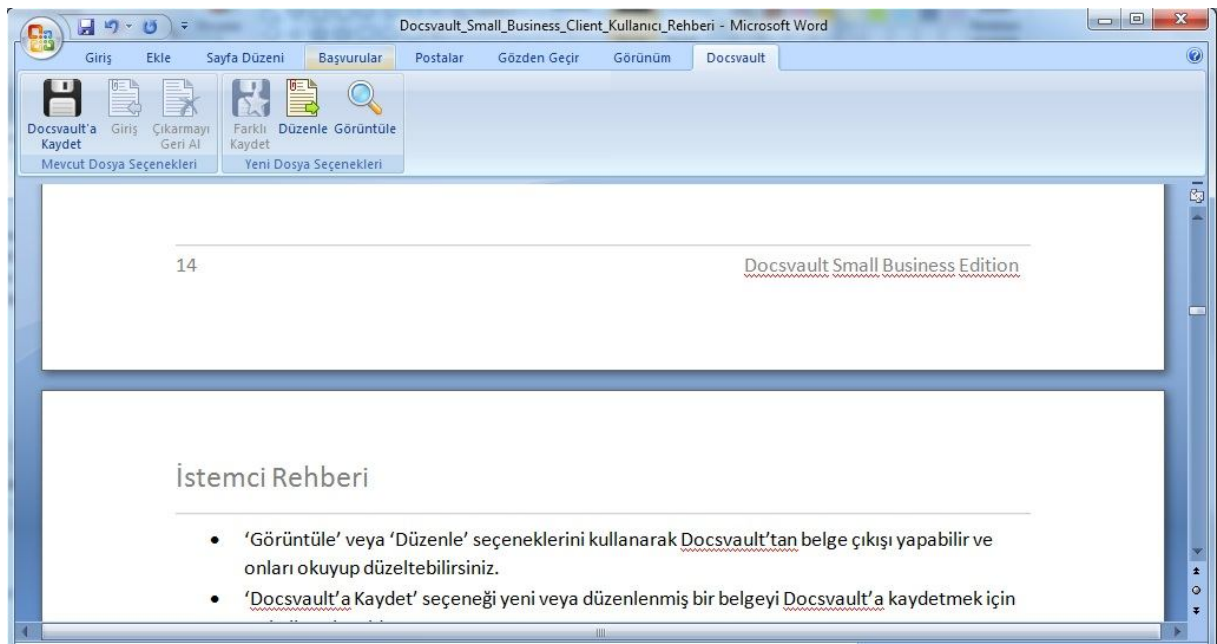 Docsvault_Small_Business_Client_Kullanıcı_Rehberi - Microsoft Word
Giriş Ekle Sayfa Düzeni Başvurular Postalar Gözden Geçir Görünüm Docsvault
Docsvault'a Kaydet
Giriş
Çıkarmayı Geri Al
Farklı Kaydet
Düzenle
Görüntüle
Mevcut Dosya Seçenekleri
Yeni Dosya Seçenekleri
14
Docsvault Small Business Edition
İstemci Rehberi
• ‘Görüntüle’ veya ‘Düzenle’ seçeneklerini kullanarak Docsvault’tan belge çıkışı yapabilir ve
onları okuyup düzeltebilirsiniz.
• ‘Docsvault’a Kaydet’ seçeneği yeni veya düzenlenmiş bir belgeyi Docsvault’a kaydetmek için